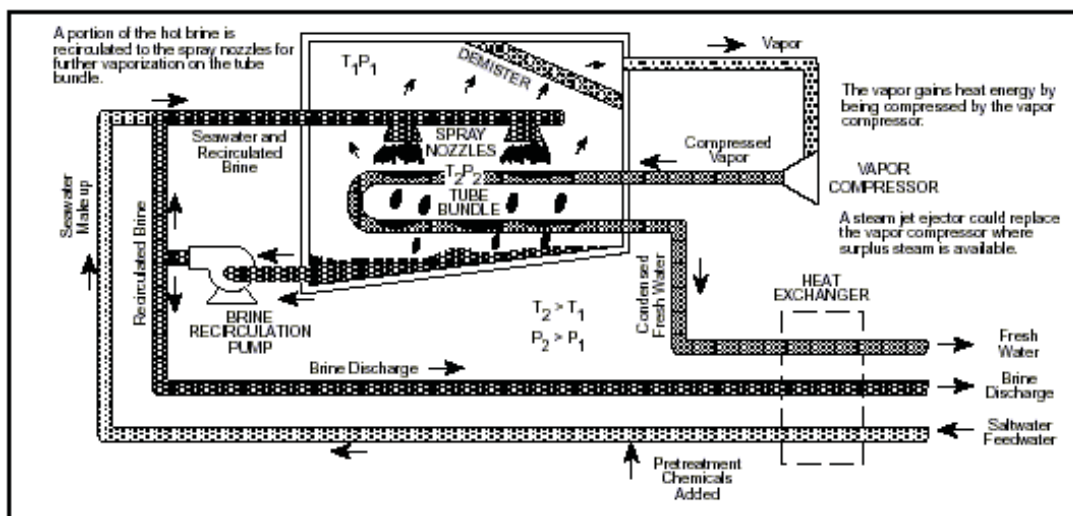 A portion of the hot brine is
recirculated to the spray nozzles for
further vaporization on the tube
bundle.
T1P1
DEMISTER
Vapor
The vapor gains heat energy by
being compressed by the vapor
compressor.
Seawater and
Recirculated
Brine
SPRAY
NOZZLES
Compressed
Vapor
T2P2
TUBE
BUNDLE
VAPOR
COMPRESSOR
A steam jet ejector could replace
the vapor compressor where
surplus steam is available.
Seawater
Makeup
Recirculated Brine
BRINE
RECIRCULATION
PUMP
T2 > T1
P2 > P1
Condensed
Fresh Water
HEAT
EXCHANGER
Fresh
Water
Brine Discharge
Brine
Discharge
Saltwater
Feedwater
Pretreatment
Chemicals
Added